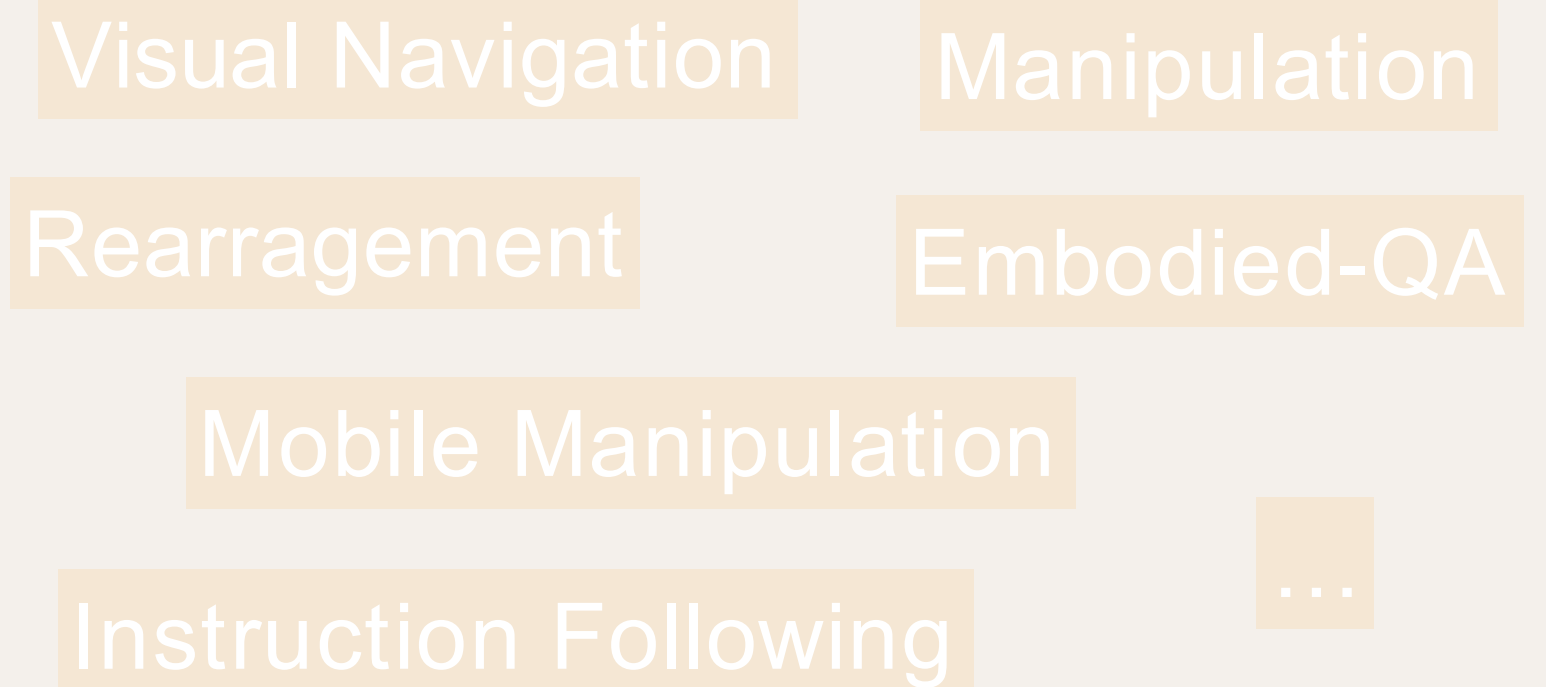 Visual Navigation
Manipulation
Rearragement
Embodied-QA
Mobile Manipulation
...
Instruction Following